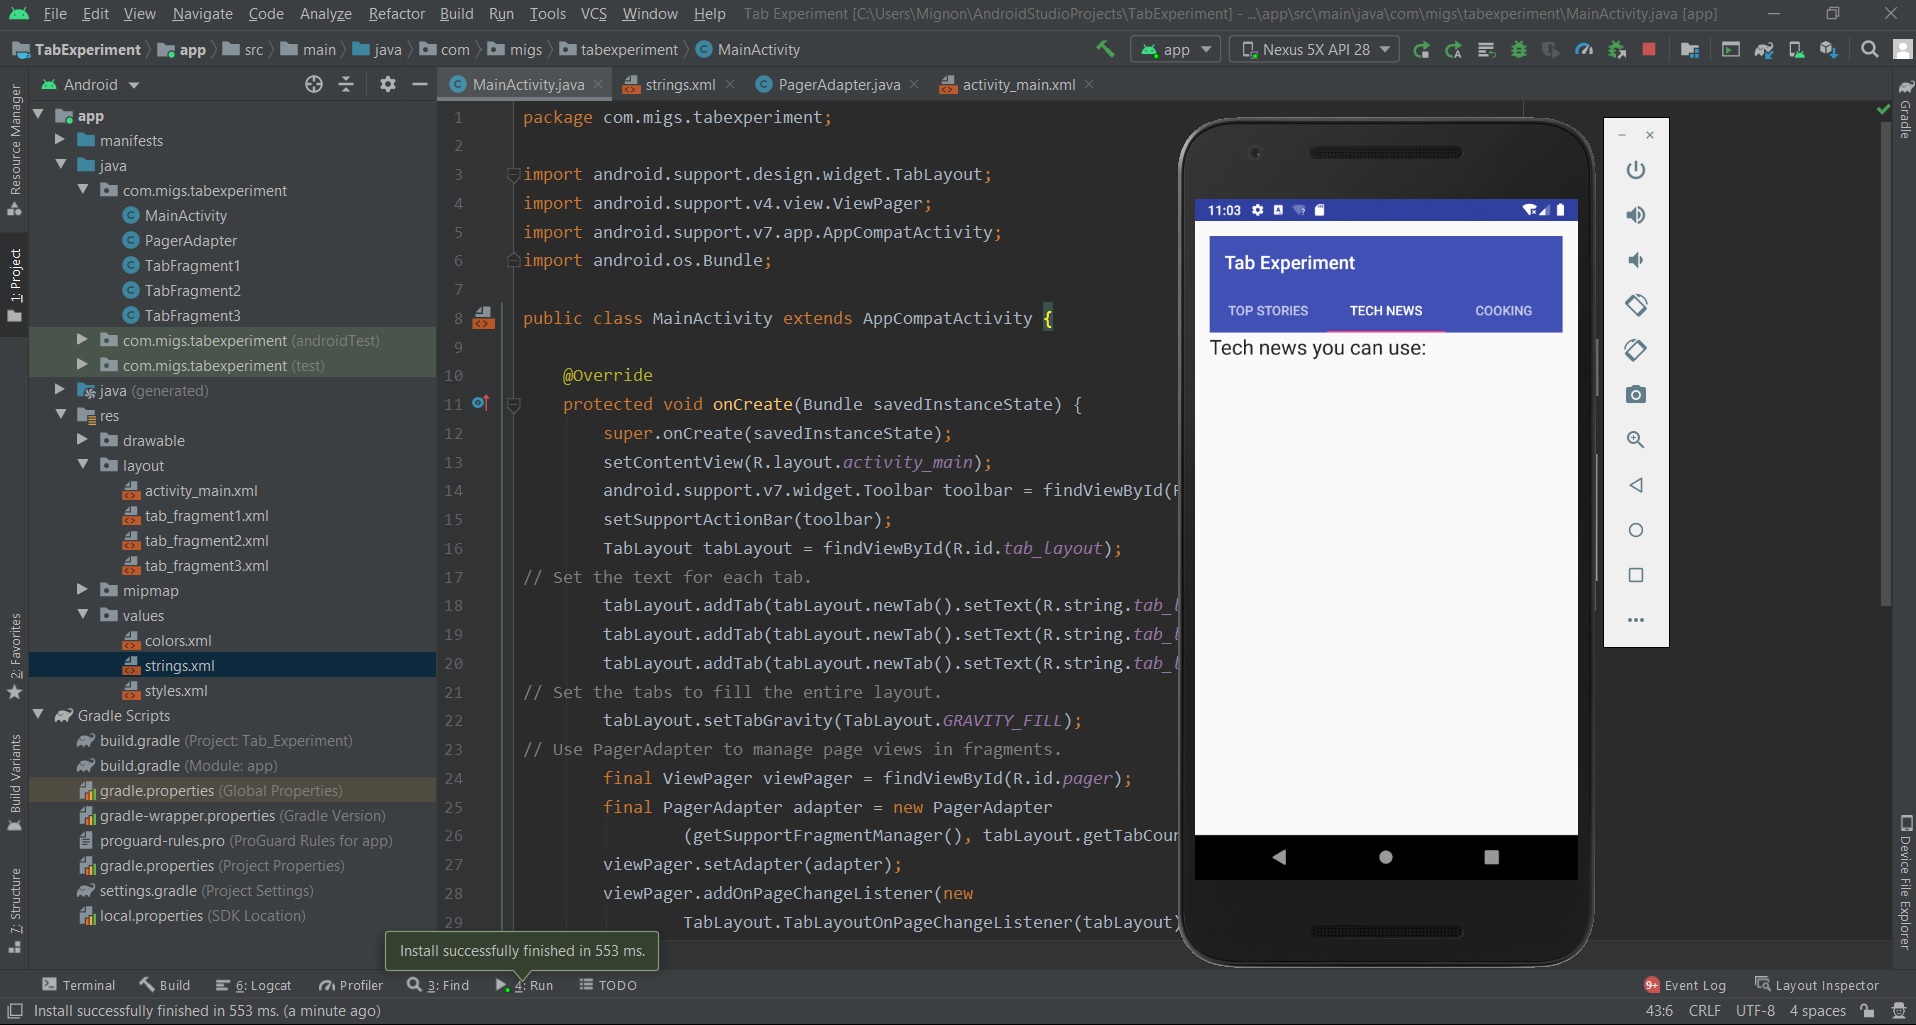 File Edit View Navigate Code Analyze Refactor Build Run Tools VCS Window Help Tab Experiment [C:\Users\Mignon\AndroidStudioProjects\TabExperiment] - ...\app\src\main\java\com\migs\tabexperiment\MainActivity.java [app]
TabExperiment app src main java com migs tabexperiment MainActivity app Nexus 5X API 28
Android MainActivity.java strings.xml PagerAdapter.java activity_main.xml
Resource Manager
1: Project
2: Favorites
Build Variants
7: Structure
app
manifests
java
com.migs.tabexperiment
MainActivity
PagerAdapter
TabFragment1
TabFragment2
TabFragment3
com.migs.tabexperiment (androidTest)
com.migs.tabexperiment (test)
java (generated)
res
drawable
layout
activity_main.xml
tab_fragment1.xml
tab_fragment2.xml
tab_fragment3.xml
mipmap
values
colors.xml
strings.xml
styles.xml
Gradle Scripts
build.gradle (Project: Tab_Experiment)
build.gradle (Module: app)
gradle.properties (Global Properties)
gradle-wrapper.properties (Gradle Version)
proguard-rules.pro (ProGuard Rules for app)
gradle.properties (Project Properties)
settings.gradle (Project Settings)
local.properties (SDK Location)
1 package com.migs.tabexperiment;
2
3 import android.support.design.widget.TabLayout;
4 import android.support.v4.view.ViewPager;
5 import android.support.v7.app.AppCompatActivity;
6 import android.os.Bundle;
7
8 public class MainActivity extends AppCompatActivity {
9
10 @Override
11 protected void onCreate(Bundle savedInstanceState) {
12 super.onCreate(savedInstanceState);
13 setContentView(R.layout.activity_main);
14 android.support.v7.widget.Toolbar toolbar = findViewById(
15 setSupportActionBar(toolbar);
16 TabLayout tabLayout = findViewById(R.id.tab_layout);
17 // Set the text for each tab.
18 tabLayout.addTab(tabLayout.newTab().setText(R.string.tab_
19 tabLayout.addTab(tabLayout.newTab().setText(R.string.tab_
20 tabLayout.addTab(tabLayout.newTab().setText(R.string.tab_
21 // Set the tabs to fill the entire layout.
22 tabLayout.setTabGravity(TabLayout.GRAVITY_FILL);
23 // Use PagerAdapter to manage page views in fragments.
24 final ViewPager viewPager = findViewById(R.id.pager);
25 final PagerAdapter adapter = new PagerAdapter
26 (getSupportFragmentManager(), tabLayout.getTabCou
27 viewPager.setAdapter(adapter);
28 viewPager.addOnPageChangeListener(new
29 TabLayout.TabLayoutOnPageChangeListener(tabLayout)
11:03
Tab Experiment
TOP STORIES TECH NEWS COOKING
Tech news you can use:
Gradle
Device File Explorer
Install successfully finished in 553 ms.
Terminal Build 6: Logcat Profiler 3: Find 4: Run TODO 9+ Event Log Layout Inspector
Install successfully finished in 553 ms. (a minute ago) 43:6 CRLF UTF-8 4 spaces